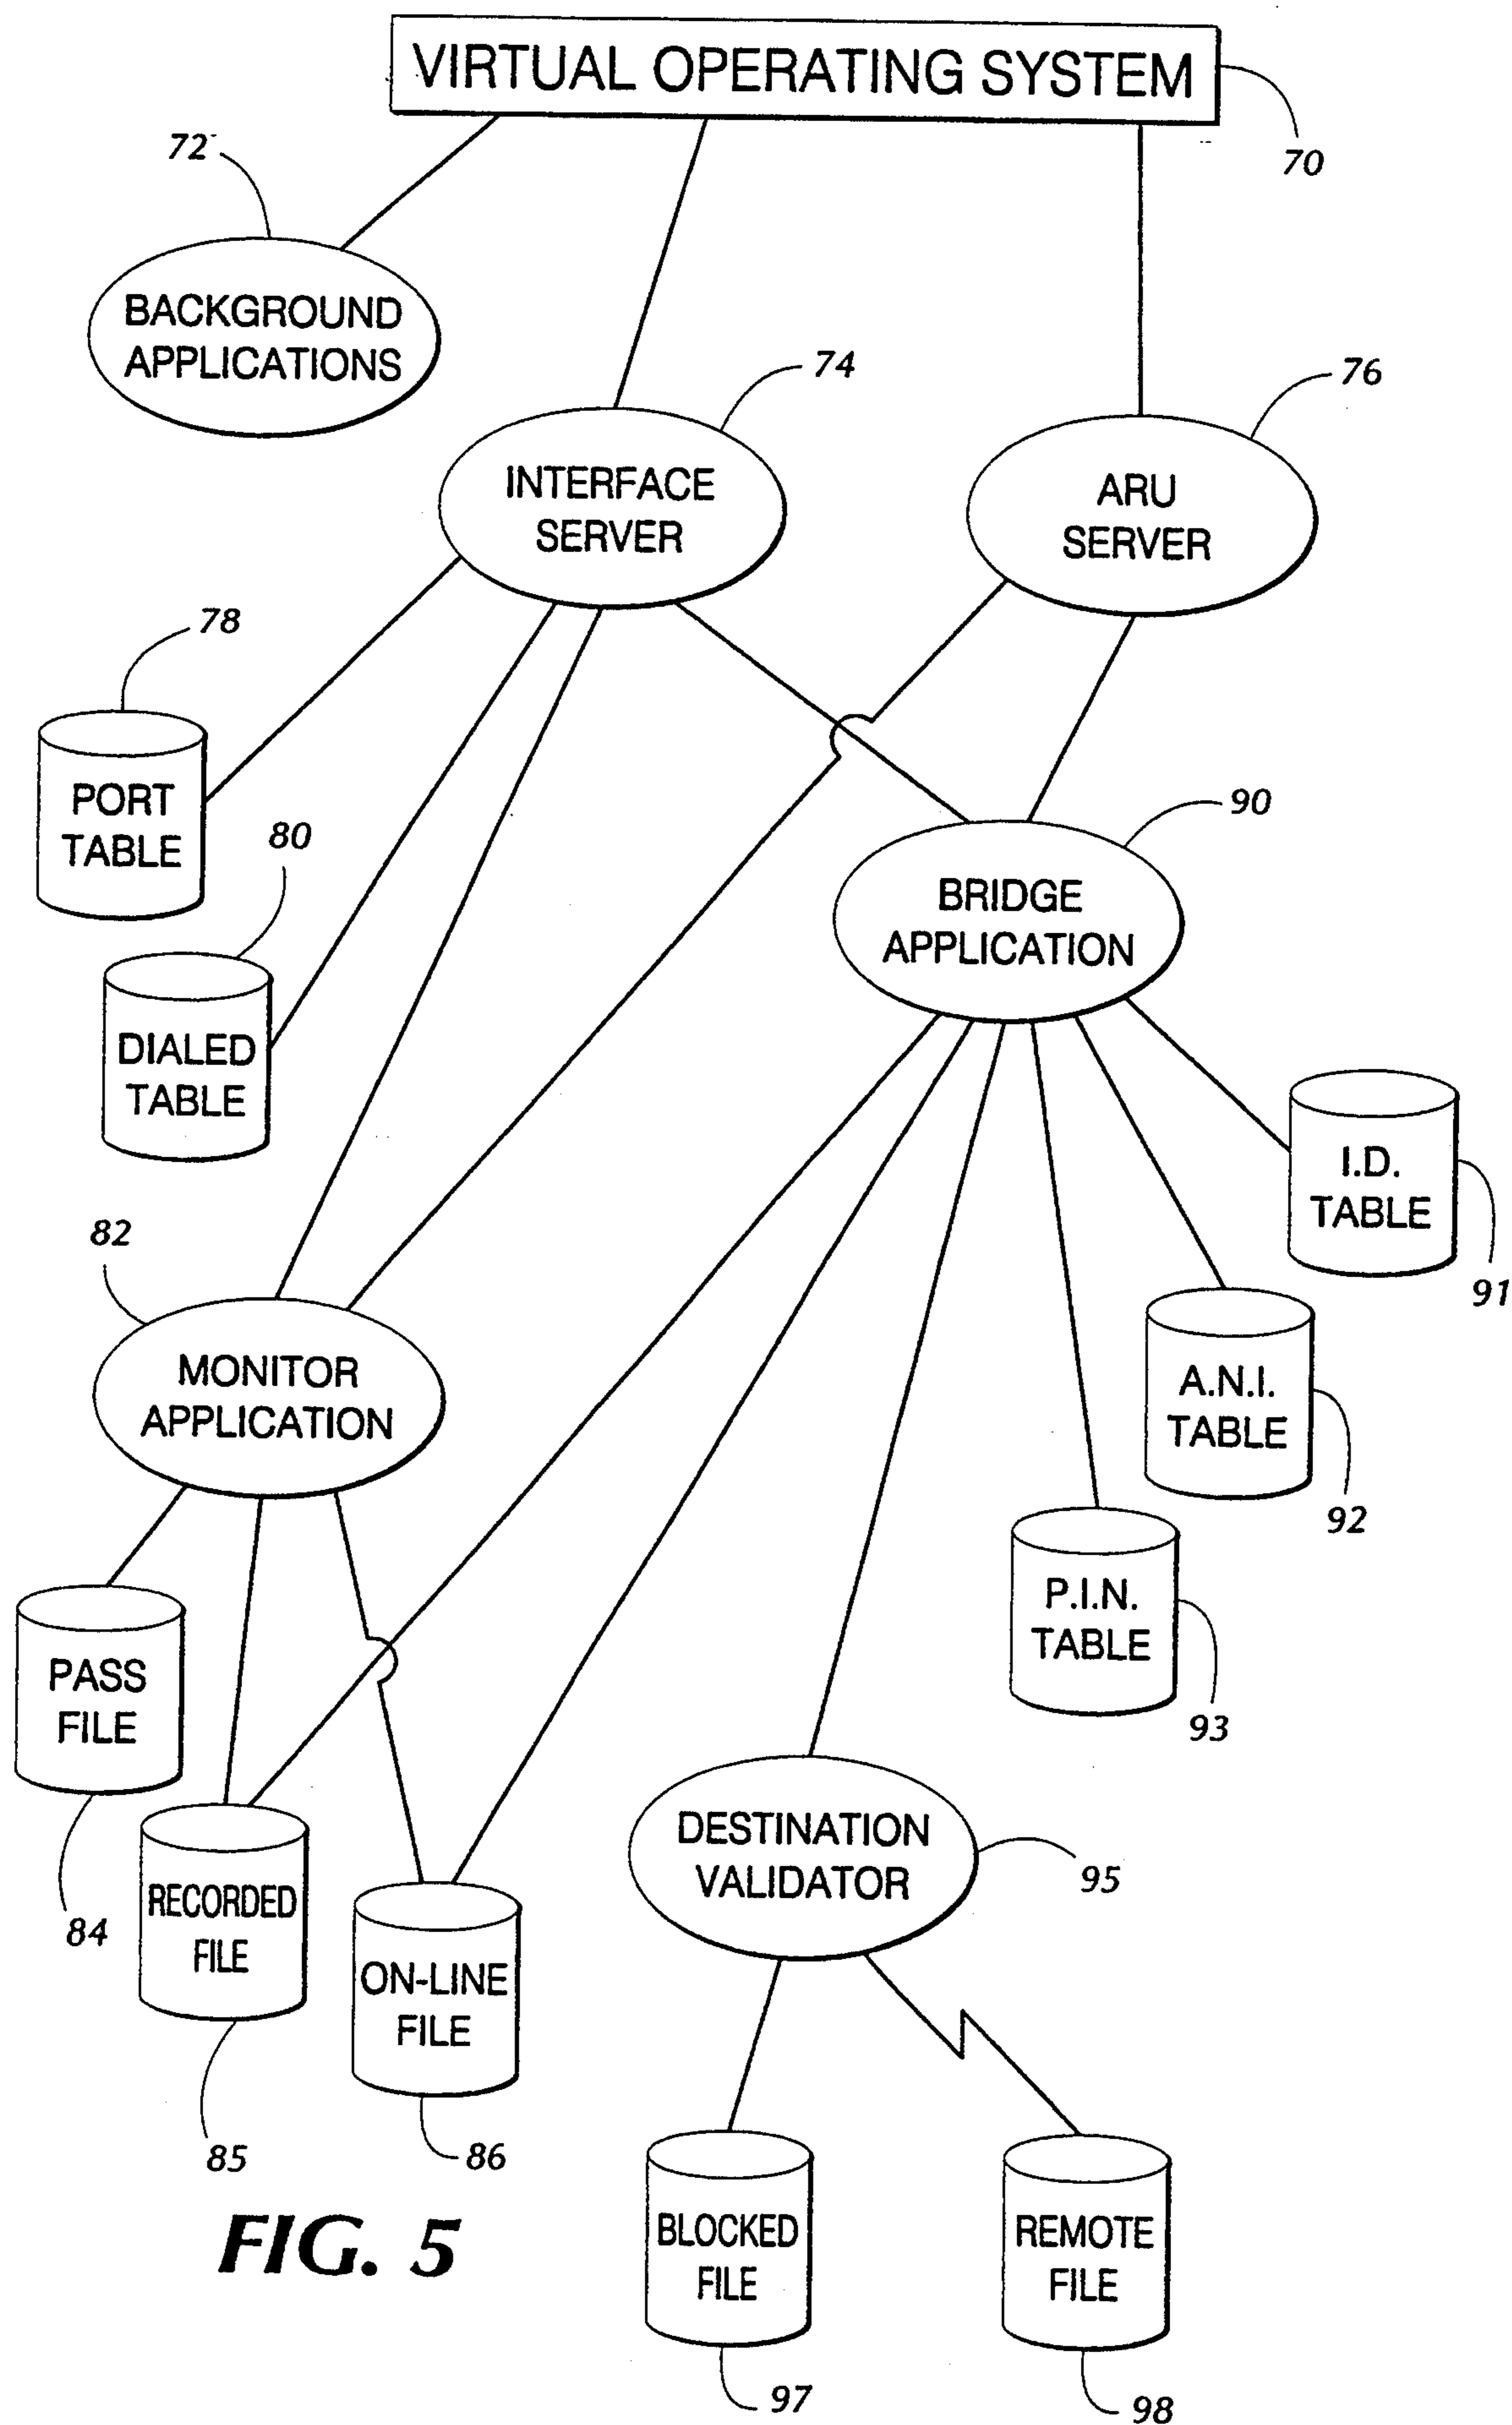 VIRTUAL OPERATING SYSTEM
70
72
BACKGROUND
APPLICATIONS
74
INTERFACE
SERVER
76
ARU
SERVER
78
PORT
TABLE
80
DIALED
TABLE
90
BRIDGE
APPLICATION
I.D.
TABLE
91
82
MONITOR
APPLICATION
A.N.I.
TABLE
92
P.I.N.
TABLE
93
PASS
FILE
84
RECORDED
FILE
85
ON-LINE
FILE
86
DESTINATION
VALIDATOR
95
BLOCKED
FILE
97
REMOTE
FILE
98
FIG. 5